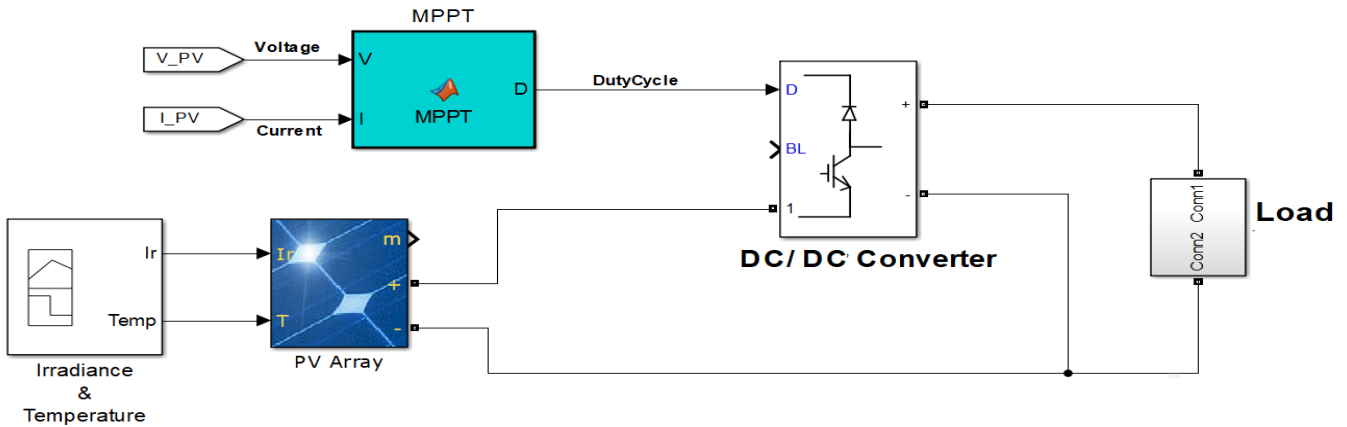 MPPT
V_PV
Voltage
V
I_PV
Current
I
MPPT
D
DutyCycle
D
BL
1
+
-
DC/ DC Converter
Conn2 Conn1
Load
Ir
Temp
Irradiance
&
Temperature
Ir
T
m
+
-
PV Array